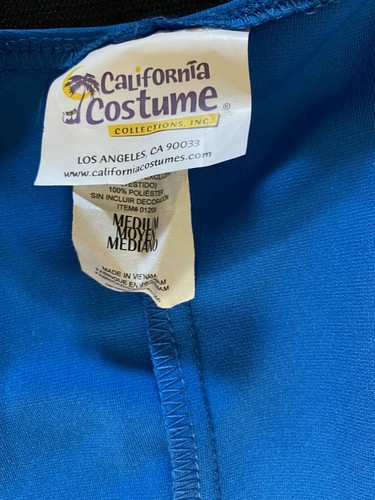 California
Costume®
COLLECTIONS, INC.
LOS ANGELES, CA 90033
www.californiacostumes.com
100% POLIÉSTER
SIN INCLUIR DECORACIÓN
MEDIUM
MOYEN
MEDIANO
MADE IN VIETNAM